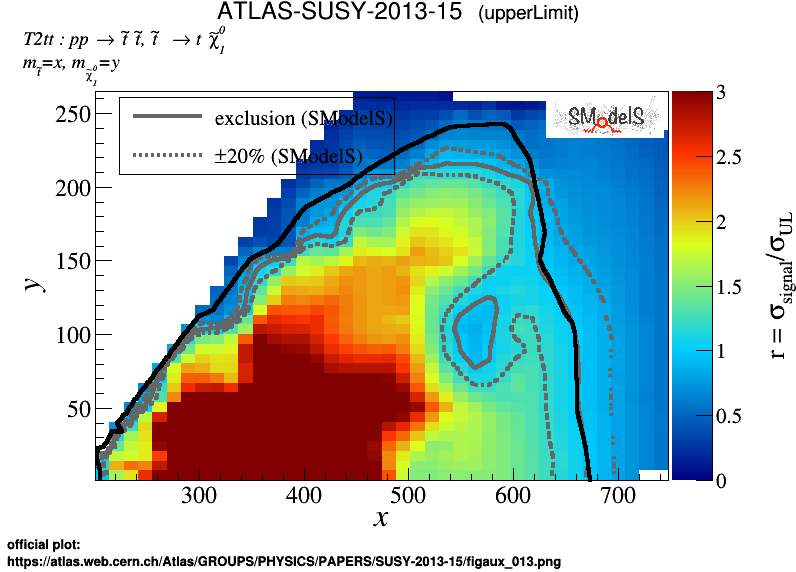 ATLAS-SUSY-2013-15 (upperLimit)
T2tt : pp → t̃ t̃, t̃ → t χ̃₁⁰
m_t̃=x, m_χ̃₁⁰=y
exclusion (SModelS)
±20% (SModelS)
SModelS
250
200
150
100
50
y
300
400
500
600
700
x
3
2.5
2
1.5
1
0.5
0
r = σ_signal/σ_UL
official plot:
https://atlas.web.cern.ch/Atlas/GROUPS/PHYSICS/PAPERS/SUSY-2013-15/figaux_013.png